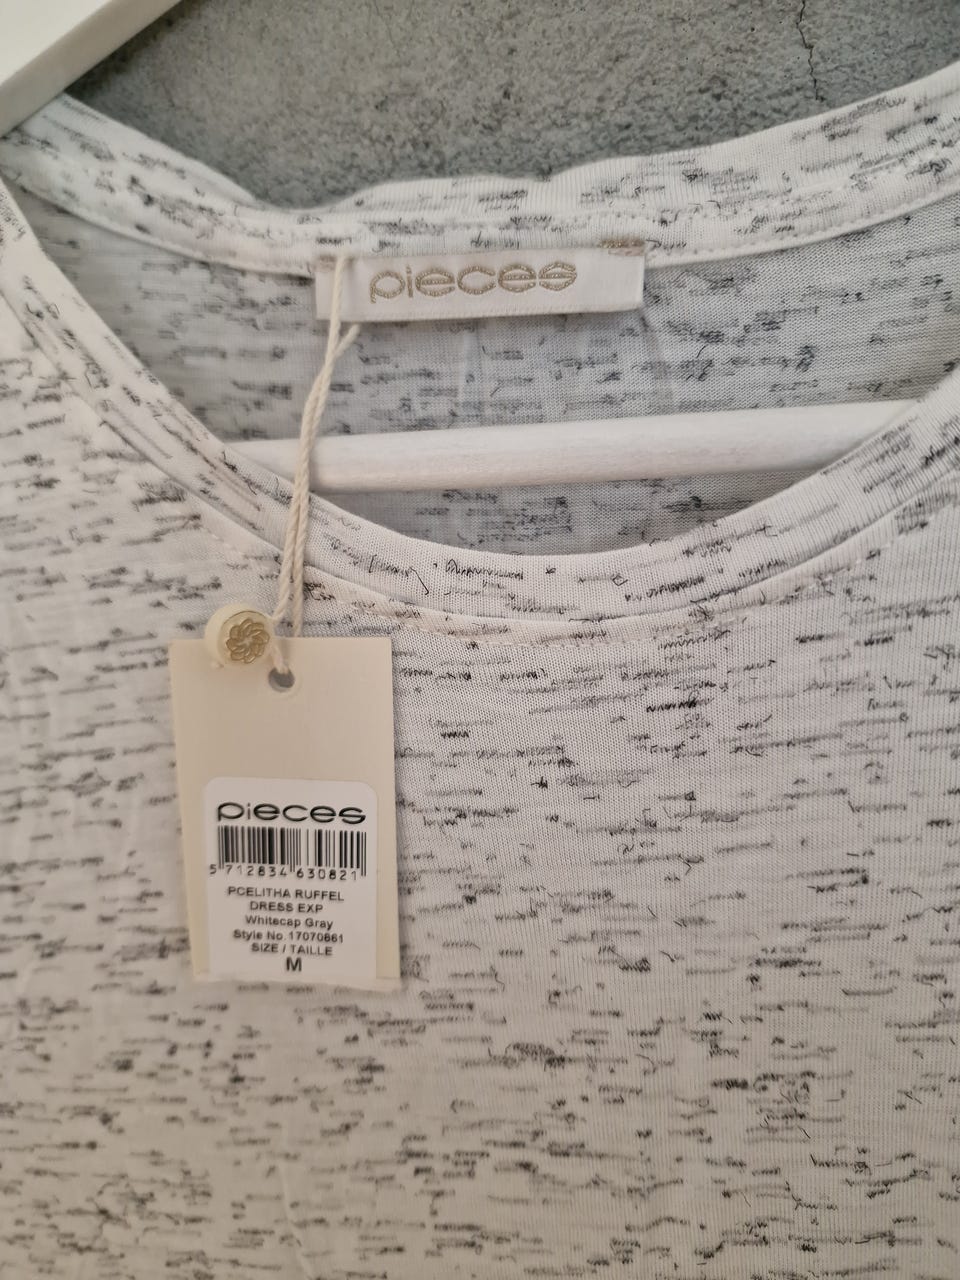 pieces
pieces
5 712834 630821
PCELITHA RUFFEL
DRESS EXP
Whitecap Gray
Style No.17070861
SIZE / TAILLE
M